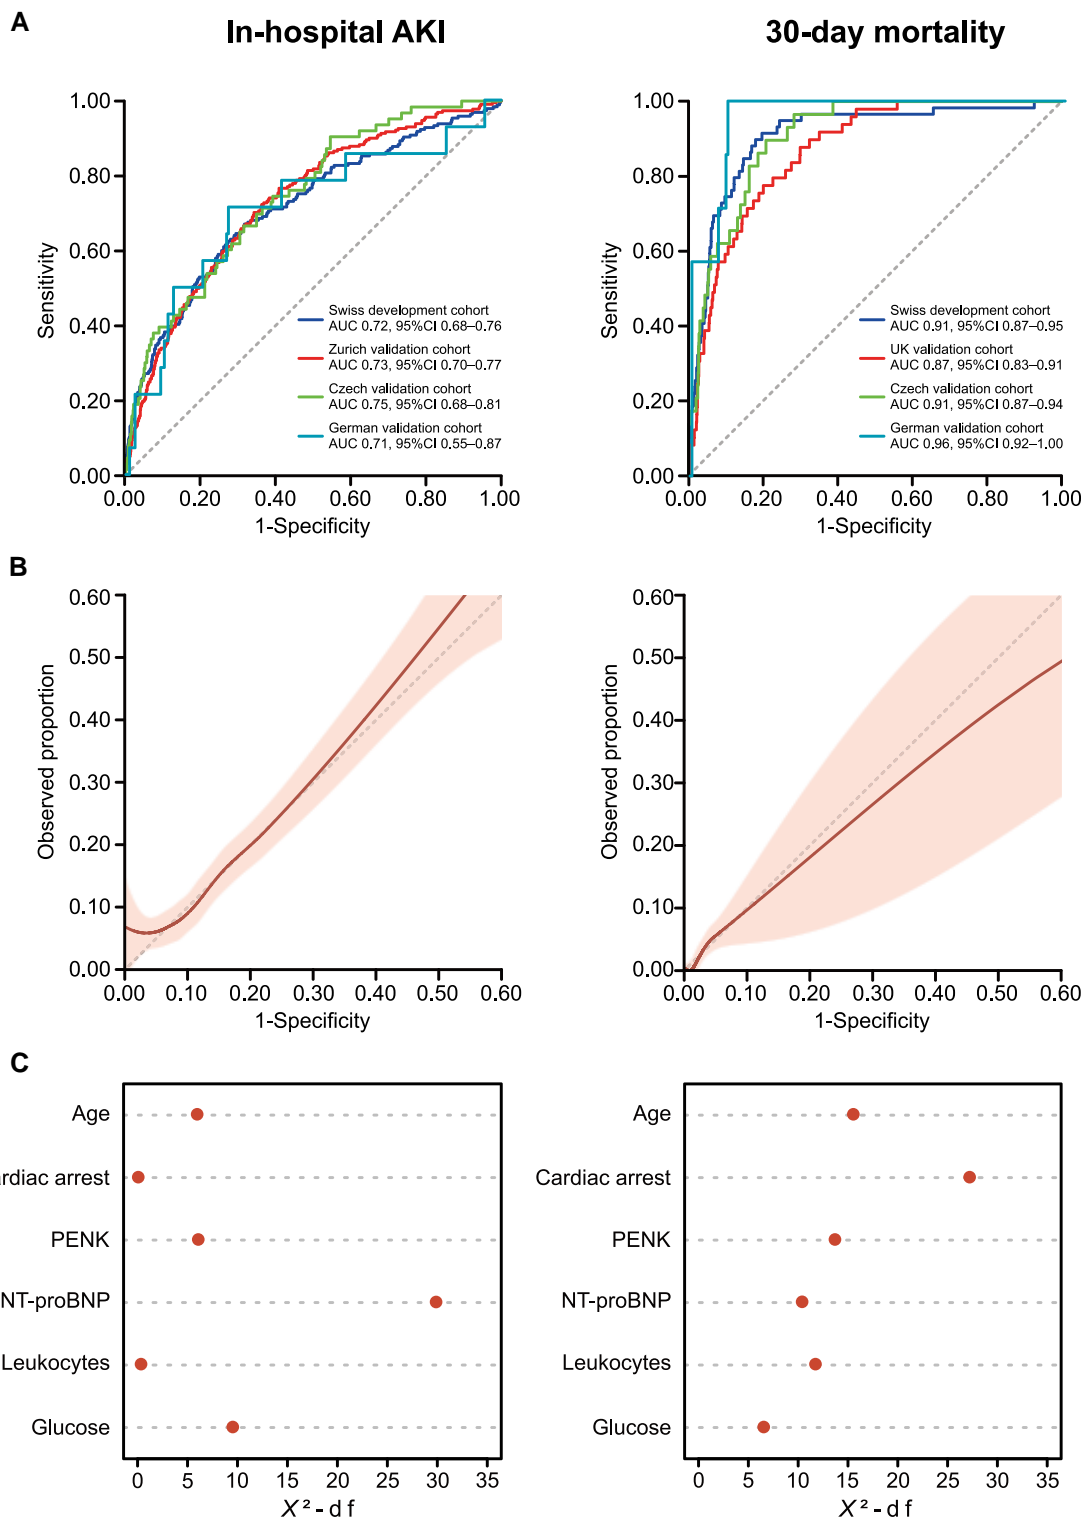 A
In-hospital AKI
30-day mortality
1.00
0.80
0.60
0.40
0.20
0.00
Sensitivity
Swiss development cohort
AUC 0.72, 95%CI 0.68–0.76
Zurich validation cohort
AUC 0.73, 95%CI 0.70–0.77
Czech validation cohort
AUC 0.75, 95%CI 0.68–0.81
German validation cohort
AUC 0.71, 95%CI 0.55–0.87
0.00 0.20 0.40 0.60 0.80 1.00
1-Specificity
1.00
0.80
0.60
0.40
0.20
0.00
Sensitivity
Swiss development cohort
AUC 0.91, 95%CI 0.87–0.95
UK validation cohort
AUC 0.87, 95%CI 0.83–0.91
Czech validation cohort
AUC 0.91, 95%CI 0.87–0.94
German validation cohort
AUC 0.96, 95%CI 0.92–1.00
0.00 0.20 0.40 0.60 0.80 1.00
1-Specificity
B
0.60
0.50
0.40
0.30
0.20
0.10
0.00
Observed proportion
0.00 0.10 0.20 0.30 0.40 0.50 0.60
1-Specificity
0.60
0.50
0.40
0.30
0.20
0.10
0.00
Observed proportion
0.00 0.10 0.20 0.30 0.40 0.50 0.60
1-Specificity
C
Age
rdiac arrest
PENK
NT-proBNP
Leukocytes
Glucose
0 5 10 15 20 25 30 35
X² - d f
Age
Cardiac arrest
PENK
NT-proBNP
Leukocytes
Glucose
0 5 10 15 20 25 30 35
X² - d f